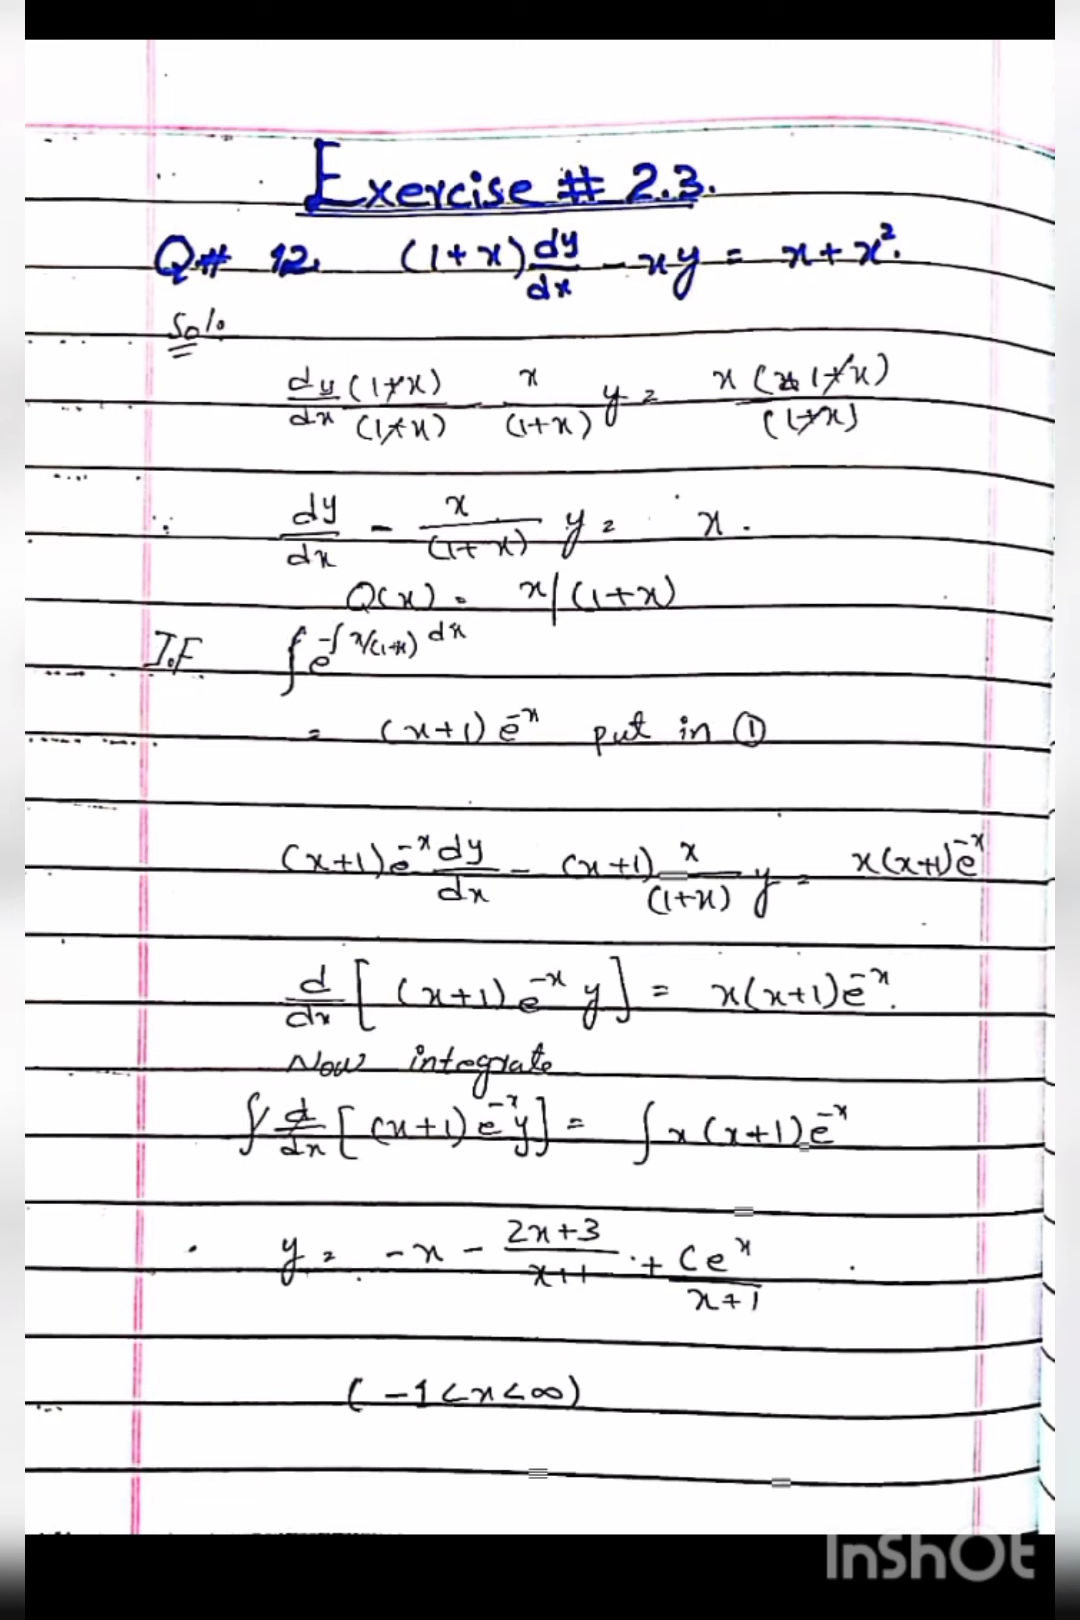 Exercise # 2.3.
Q# 12. (1+x) dy/dx - xy = x + x².
Sol:
dy/dx (1+x)/(1+x) - x/(1+x) y = x(1+x)/(1+x)
dy/dx - x/(1+x) y = x.
Q(x) = x/(1+x)
I.F ∫e^-∫x/(1+x) dx
= (x+1) e^-x put in ①
(x+1)e^-x dy/dx - (x+1) x/(1+x) y = x(x+1)e^-x
d/dx [(x+1) e^-x y] = x(x+1)e^-x.
Now integrate
∫ d/dx [(x+1) e^-x y] = ∫x(x+1)e^-x
y = -x - 2x+3/x+1 + Ce^x/x+1
(-1<x<∞)
InShOt